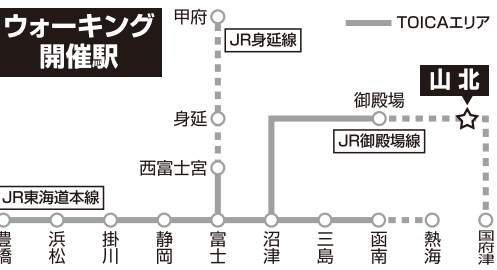 ウォーキング
開催駅
甲府
JR身延線
TOICAエリア
山北
身延
御殿場
JR御殿場線
西富士宮
JR東海道本線
豊橋
浜松
掛川
静岡
富士
沼津
三島
函南
熱海
国府津